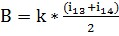 B = k * (i₁₃+i₁₄)/2